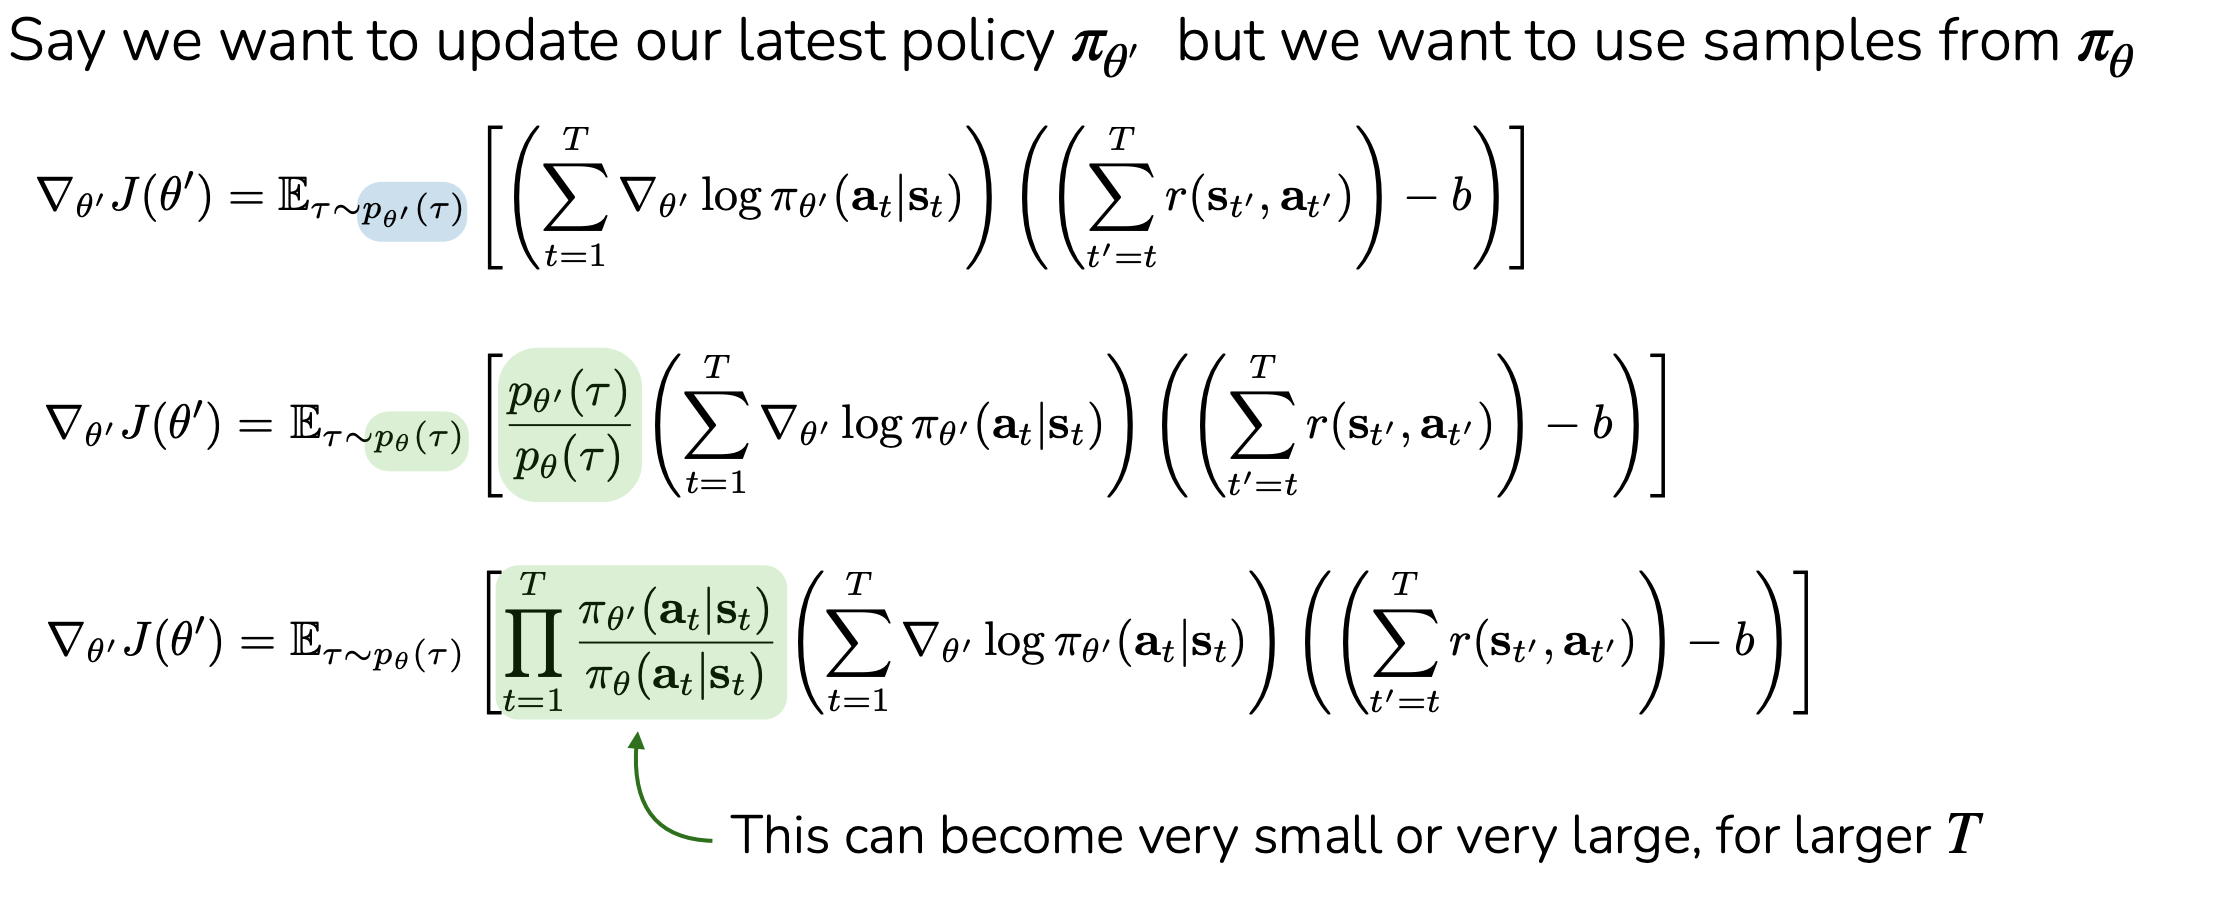 Say we want to update our latest policy $\pi_{\theta'}$ but we want to use samples from $\pi_\theta$
$\nabla_{\theta'} J(\theta') = \mathbb{E}_{\tau \sim p_{\theta'}(\tau)} \left[ \left( \sum_{t=1}^{T} \nabla_{\theta'} \log \pi_{\theta'}(\mathbf{a}_t|\mathbf{s}_t) \right) \left( \left( \sum_{t'=t}^{T} r(\mathbf{s}_{t'}, \mathbf{a}_{t'}) \right) - b \right) \right]$
$\nabla_{\theta'} J(\theta') = \mathbb{E}_{\tau \sim p_{\theta}(\tau)} \left[ \frac{p_{\theta'}(\tau)}{p_{\theta}(\tau)} \left( \sum_{t=1}^{T} \nabla_{\theta'} \log \pi_{\theta'}(\mathbf{a}_t|\mathbf{s}_t) \right) \left( \left( \sum_{t'=t}^{T} r(\mathbf{s}_{t'}, \mathbf{a}_{t'}) \right) - b \right) \right]$
$\nabla_{\theta'} J(\theta') = \mathbb{E}_{\tau \sim p_{\theta}(\tau)} \left[ \prod_{t=1}^{T} \frac{\pi_{\theta'}(\mathbf{a}_t|\mathbf{s}_t)}{\pi_{\theta}(\mathbf{a}_t|\mathbf{s}_t)} \left( \sum_{t=1}^{T} \nabla_{\theta'} \log \pi_{\theta'}(\mathbf{a}_t|\mathbf{s}_t) \right) \left( \left( \sum_{t'=t}^{T} r(\mathbf{s}_{t'}, \mathbf{a}_{t'}) \right) - b \right) \right]$
This can become very small or very large, for larger $T$